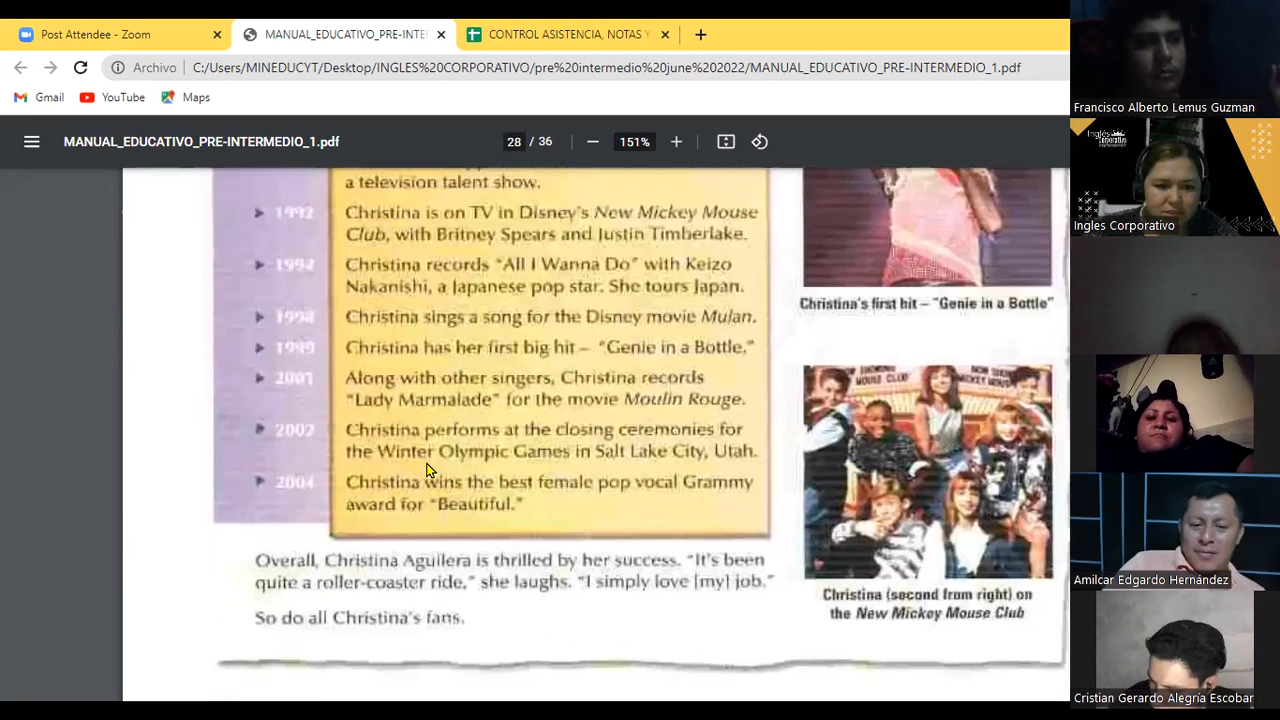 Post Attendee - Zoom
MANUAL_EDUCATIVO_PRE-INTERM
CONTROL ASISTENCIA, NOTAS Y
Archivo
C:/Users/MINEDUCYT/Desktop/INGLES%20CORPORATIVO/pre%20intermedio%20june%202022/MANUAL_EDUCATIVO_PRE-INTERMEDIO_1.pdf
Gmail
YouTube
Maps
MANUAL_EDUCATIVO_PRE-INTERMEDIO_1.pdf
28 / 36
151%
a television talent show.
1992
Christina is on TV in Disney's New Mickey Mouse
Club, with Britney Spears and Justin Timberlake.
1994
Christina records "All I Wanna Do" with Keizo
Nakanishi, a Japanese pop star. She tours Japan.
1998
Christina sings a song for the Disney movie Mulan.
1999
Christina has her first big hit – "Genie in a Bottle."
2001
Along with other singers, Christina records
"Lady Marmalade" for the movie Moulin Rouge.
2002
Christina performs at the closing ceremonies for
the Winter Olympic Games in Salt Lake City, Utah.
2004
Christina wins the best female pop vocal Grammy
award for "Beautiful."
Overall, Christina Aguilera is thrilled by her success. "It's been
quite a roller-coaster ride," she laughs. "I simply love [my] job."
So do all Christina's fans.
Christina's first hit – "Genie in a Bottle"
Christina (second from right) on
the New Mickey Mouse Club
Francisco Alberto Lemus Guzman
Inglés
Corporativo
Ingles Corporativo
Amilcar Edgardo Hernández
Cristian Gerardo Alegría Escobar